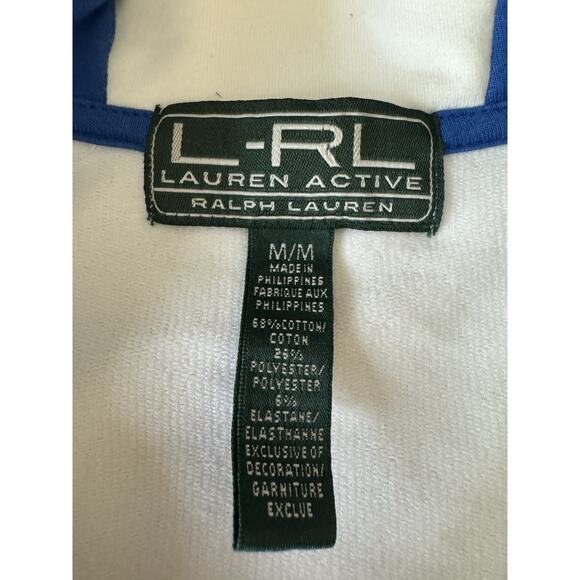 L-RL
LAUREN ACTIVE
RALPH LAUREN
M/M
MADE IN
PHILIPPINES
FABRIQUE AUX
PHILIPPINES
68%COTTON/
COTON
26%
POLYESTER/
POLYESTER
6%
ELASTANE/
ELASTHANNE
EXCLUSIVE OF
DECORATION/
GARNITURE
EXCLUE